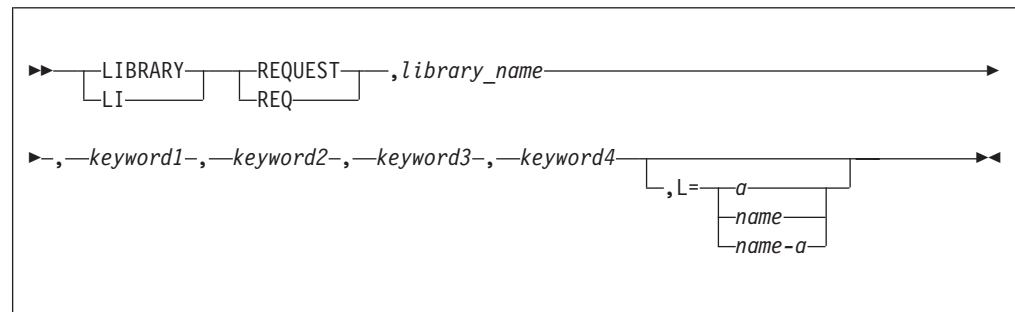 LIBRARY REQUEST ,library_name
LI REQ
, keyword1 , keyword2 , keyword3 , keyword4
,L= a
name
name-a